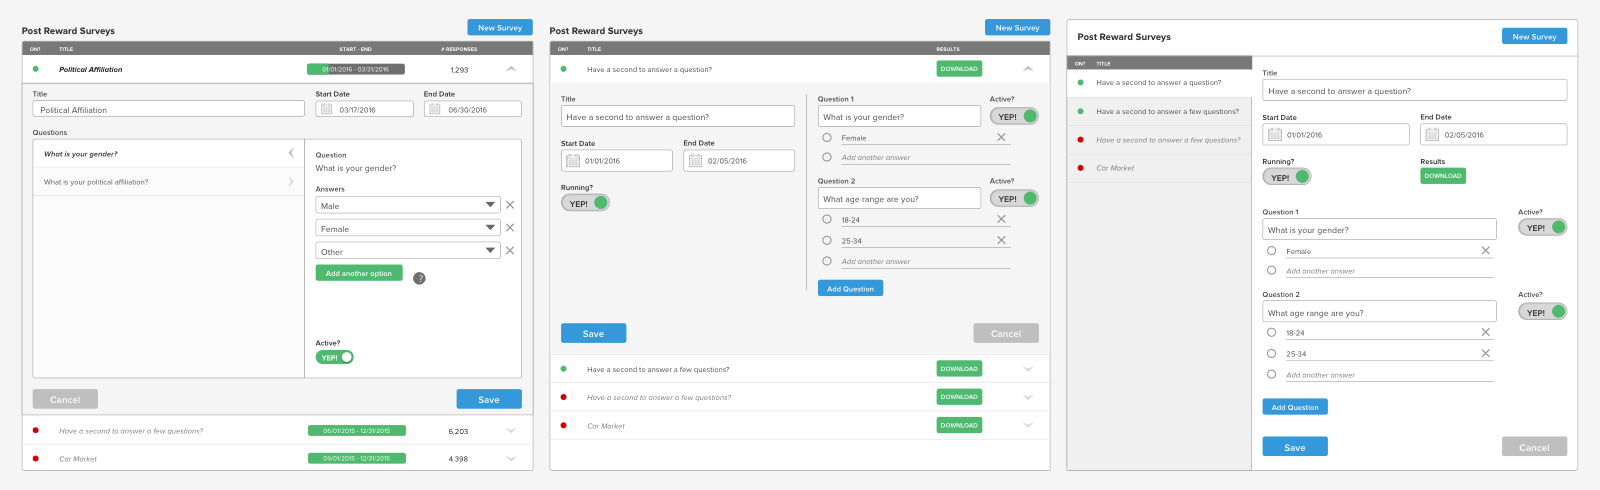 Post Reward Surveys
New Survey
ON? TITLE START - END # RESPONSES
Political Affiliation 01/01/2016 - 03/31/2016 1,293
Title
Political Affiliation
Start Date
03/17/2016
End Date
06/30/2016
Questions
What is your gender?
What is your political affiliation?
Question
What is your gender?
Answers
Male
Female
Other
Add another option
?
Active?
YEP!
Cancel
Save
Have a second to answer a few questions? 06/01/2015 - 12/31/2015 6,203
Car Market 09/01/2015 - 12/31/2015 4,398
Post Reward Surveys
New Survey
ON? TITLE RESULTS
Have a second to answer a question? DOWNLOAD
Title
Have a second to answer a question?
Start Date
01/01/2016
End Date
02/05/2016
Running?
YEP!
Question 1
What is your gender?
Active?
YEP!
Female
Add another answer
Question 2
What age range are you?
Active?
YEP!
18-24
25-34
Add another answer
Add Question
Save
Cancel
Have a second to answer a few questions? DOWNLOAD
Have a second to answer a few questions? DOWNLOAD
Car Market DOWNLOAD
Post Reward Surveys
New Survey
ON? TITLE
Have a second to answer a question?
Have a second to answer a few questions?
Have a second to answer a few questions?
Car Market
Title
Have a second to answer a question?
Start Date
01/01/2016
End Date
02/05/2016
Running?
YEP!
Results
DOWNLOAD
Question 1
What is your gender?
Active?
YEP!
Female
Add another answer
Question 2
What age range are you?
Active?
YEP!
18-24
25-34
Add another answer
Add Question
Save
Cancel